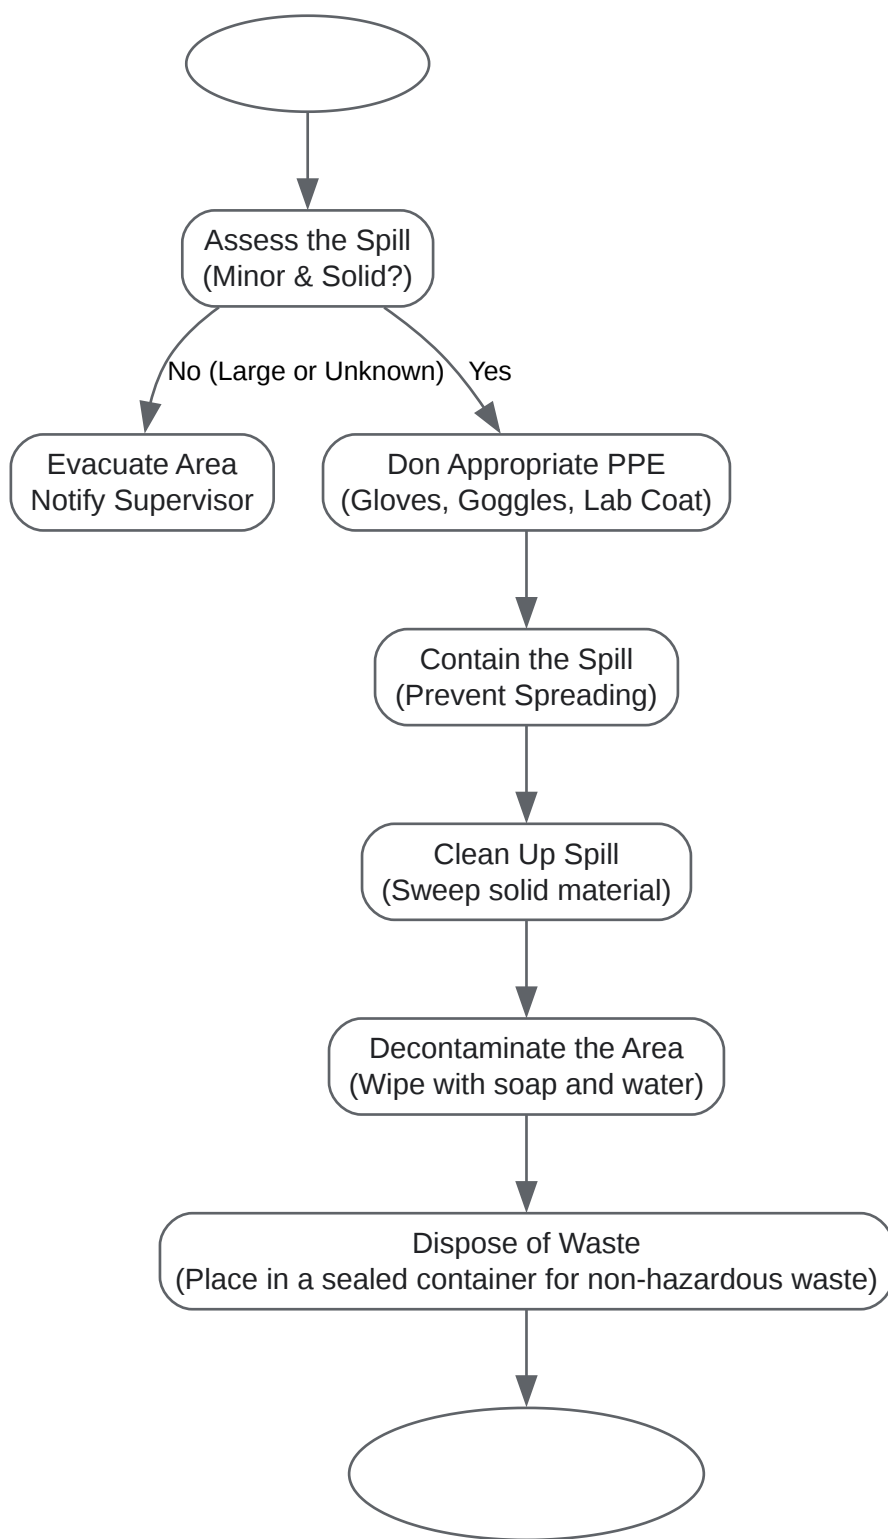 Assess the Spill
(Minor & Solid?)
No (Large or Unknown)
Yes
Evacuate Area
Notify Supervisor
Don Appropriate PPE
(Gloves, Goggles, Lab Coat)
Contain the Spill
(Prevent Spreading)
Clean Up Spill
(Sweep solid material)
Decontaminate the Area
(Wipe with soap and water)
Dispose of Waste
(Place in a sealed container for non-hazardous waste)